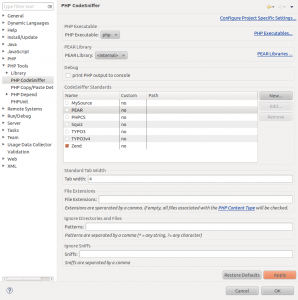 type filter text
PHP CodeSniffer
General
Dynamic Languages
Help
Install/Update
Java
JavaScript
PHP
PHP Tools
Library
PHP CodeSniffer
PHP Copy/Paste Det
PHP Depend
PHPUnit
Remote Systems
Run/Debug
Server
Tasks
Team
Usage Data Collector
Validation
Web
XML
Configure Project Specific Settings...
PHP Executable
PHP Executable: php
PHP Executables...
PEAR Library
PEAR Library: <Internal>
PEAR Libraries ...
Debug
print PHP output to console
CodeSniffer Standards
Name Custom Path
MySource no
PEAR no
PHPCS no
Squiz no
TYPO3 no
TYPO3v4 no
Zend no
New...
Edit...
Remove
Standard Tab Width
Tab width: 4
File Extensions
File Extensions:
Extensions are separated by a comma. If empty, all files associated with the PHP Content Type will be checked.
Ignore Directories and Files
Patterns:
Patterns are separated by a comma (* = any string, != any character)
Ignore Sniffs
Sniffs:
Sniffs are separated by a comma
Restore Defaults
Apply
Cancel
OK